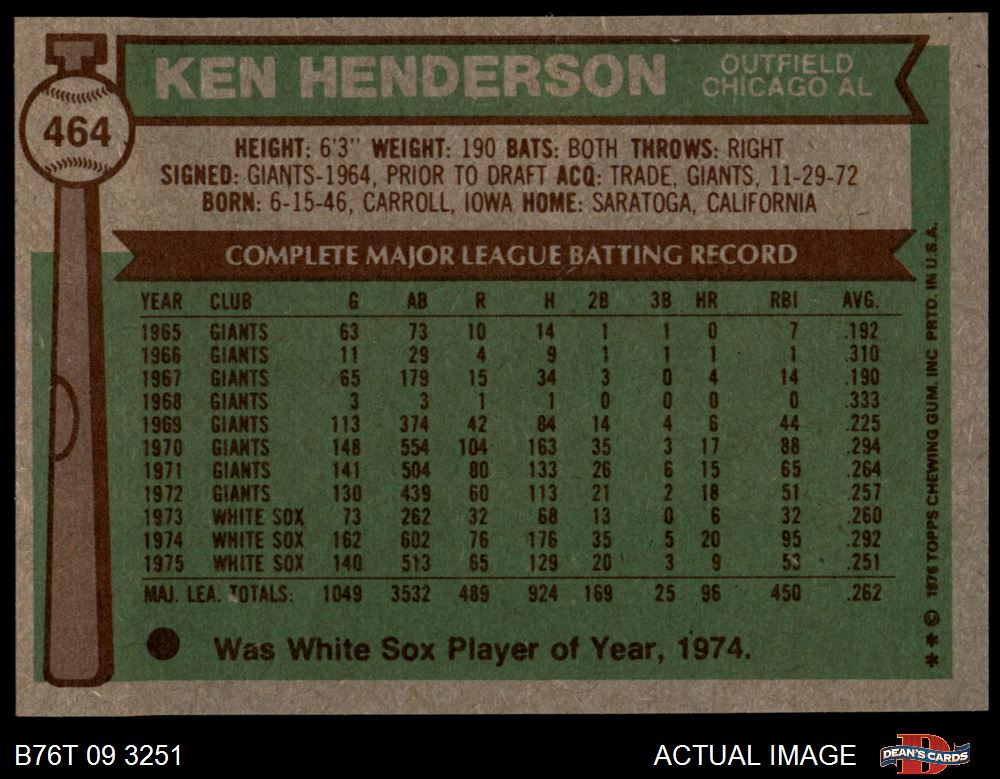 464
KEN HENDERSON
OUTFIELD
CHICAGO AL
HEIGHT: 6'3" WEIGHT: 190 BATS: BOTH THROWS: RIGHT
SIGNED: GIANTS-1964, PRIOR TO DRAFT ACQ: TRADE, GIANTS, 11-29-72
BORN: 6-15-46, CARROLL, IOWA HOME: SARATOGA, CALIFORNIA
COMPLETE MAJOR LEAGUE BATTING RECORD
YEAR CLUB G AB R H 2B 3B HR RBI AVG.
1965 GIANTS 63 73 10 14 1 1 0 7 .192
1966 GIANTS 11 29 4 9 1 1 1 1 .310
1967 GIANTS 65 179 15 34 3 0 4 14 .190
1968 GIANTS 3 3 1 1 0 0 0 0 .333
1969 GIANTS 113 374 42 84 14 4 6 44 .225
1970 GIANTS 148 554 104 163 35 3 17 88 .294
1971 GIANTS 141 504 80 133 26 6 15 65 .264
1972 GIANTS 130 439 60 113 21 2 18 51 .257
1973 WHITE SOX 73 262 32 68 13 0 6 32 .260
1974 WHITE SOX 162 602 76 176 35 5 20 95 .292
1975 WHITE SOX 140 513 65 129 20 3 9 53 .251
MAJ. LEA. TOTALS: 1049 3532 489 924 169 25 96 450 .262
Was White Sox Player of Year, 1974.
* * © 1976 TOPPS CHEWING GUM, INC PRTD. IN U.S.A.
B76T 09 3251
ACTUAL IMAGE
DEAN'S CARDS